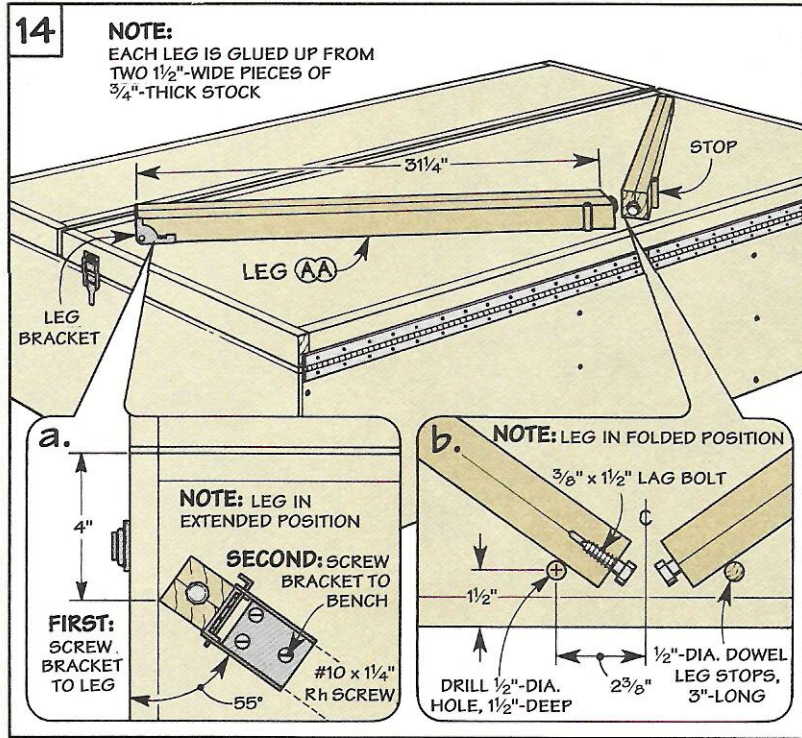 14
NOTE:
EACH LEG IS GLUED UP FROM
TWO 1½"-WIDE PIECES OF
¾"-THICK STOCK
31¼"
STOP
LEG AA
LEG
BRACKET
a.
4"
NOTE: LEG IN
EXTENDED POSITION
SECOND: SCREW
BRACKET TO
BENCH
FIRST:
SCREW
BRACKET
TO LEG
55°
#10 x 1¼"
Rh SCREW
b.
NOTE: LEG IN FOLDED POSITION
⅜" x 1½" LAG BOLT
C
1½"
2⅜"
DRILL ½"-DIA.
HOLE, 1½"-DEEP
½"-DIA. DOWEL
LEG STOPS,
3"-LONG